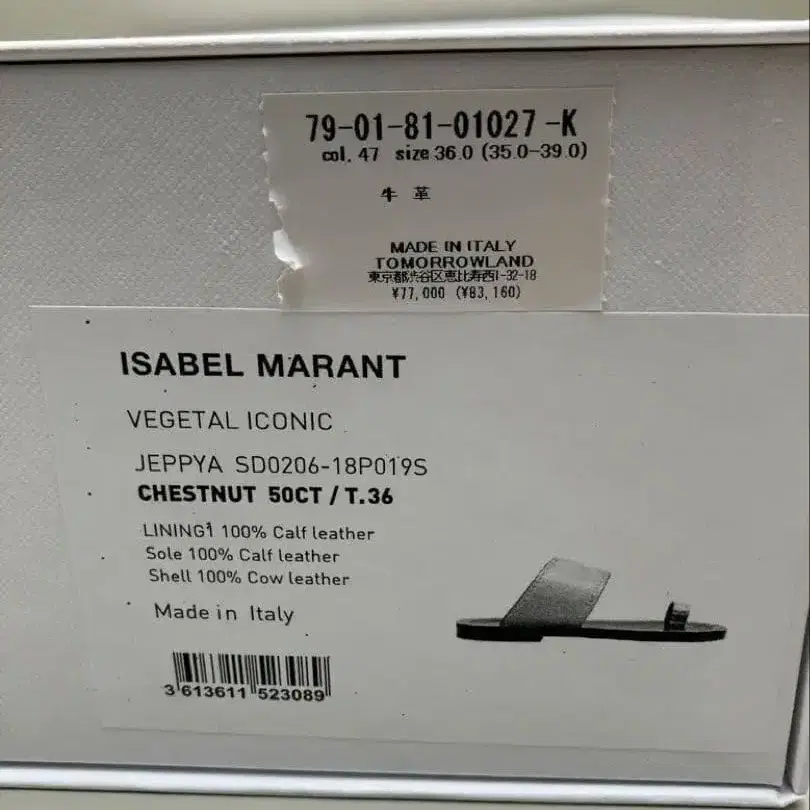 79-01-81-01027-K
col. 47 size 36.0 (35.0-39.0)
牛 革
MADE IN ITALY
TOMORROWLAND
東京都渋谷区恵比寿西1-32-18
¥77,000 (¥83,160)
ISABEL MARANT
VEGETAL ICONIC
JEPPYA SD0206-18P019S
CHESTNUT 50CT / T.36
LINING1 100% Calf leather
Sole 100% Calf leather
Shell 100% Cow leather
Made in Italy
3 613611 523089